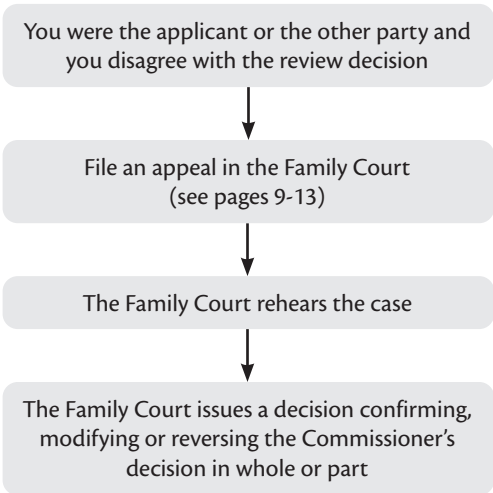 You were the applicant or the other party and
you disagree with the review decision
File an appeal in the Family Court
(see pages 9-13)
The Family Court rehears the case
The Family Court issues a decision confirming,
modifying or reversing the Commissioner’s
decision in whole or part